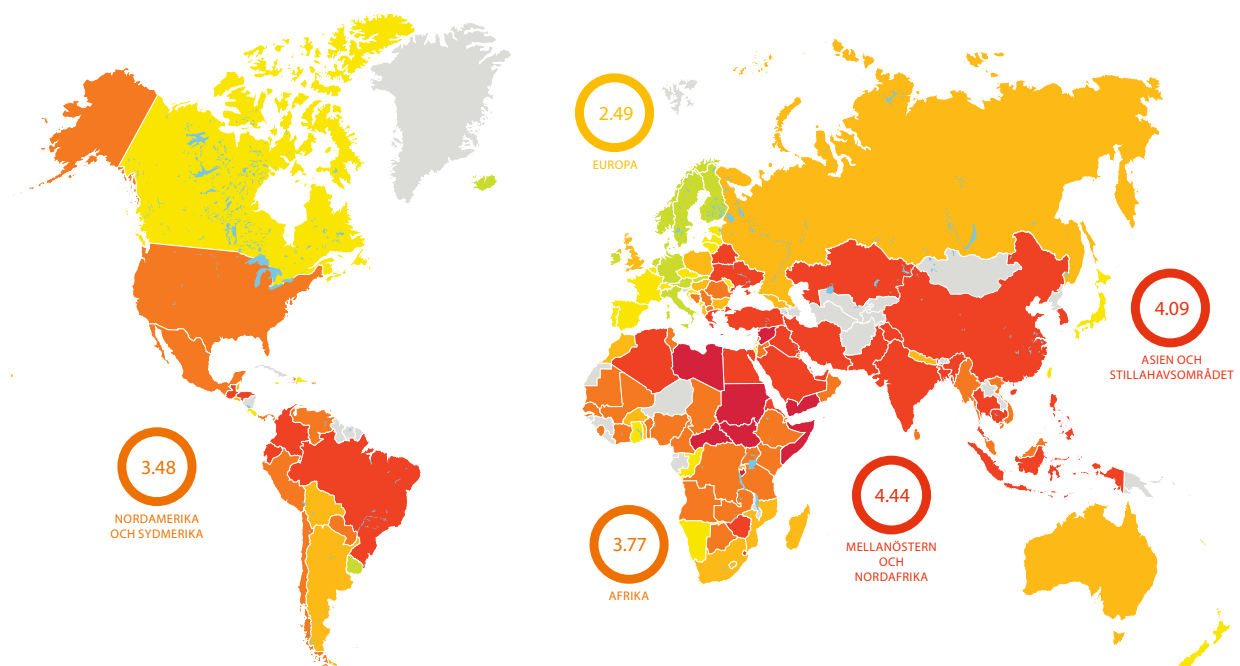 2.49
EUROPA
4.09
ASIEN OCH
STILLAHAVSOMRÅDET
3.48
NORDAMERIKA
OCH SYDMERIKA
4.44
MELLANÖSTERN
OCH
NORDAFRIKA
3.77
AFRIKA